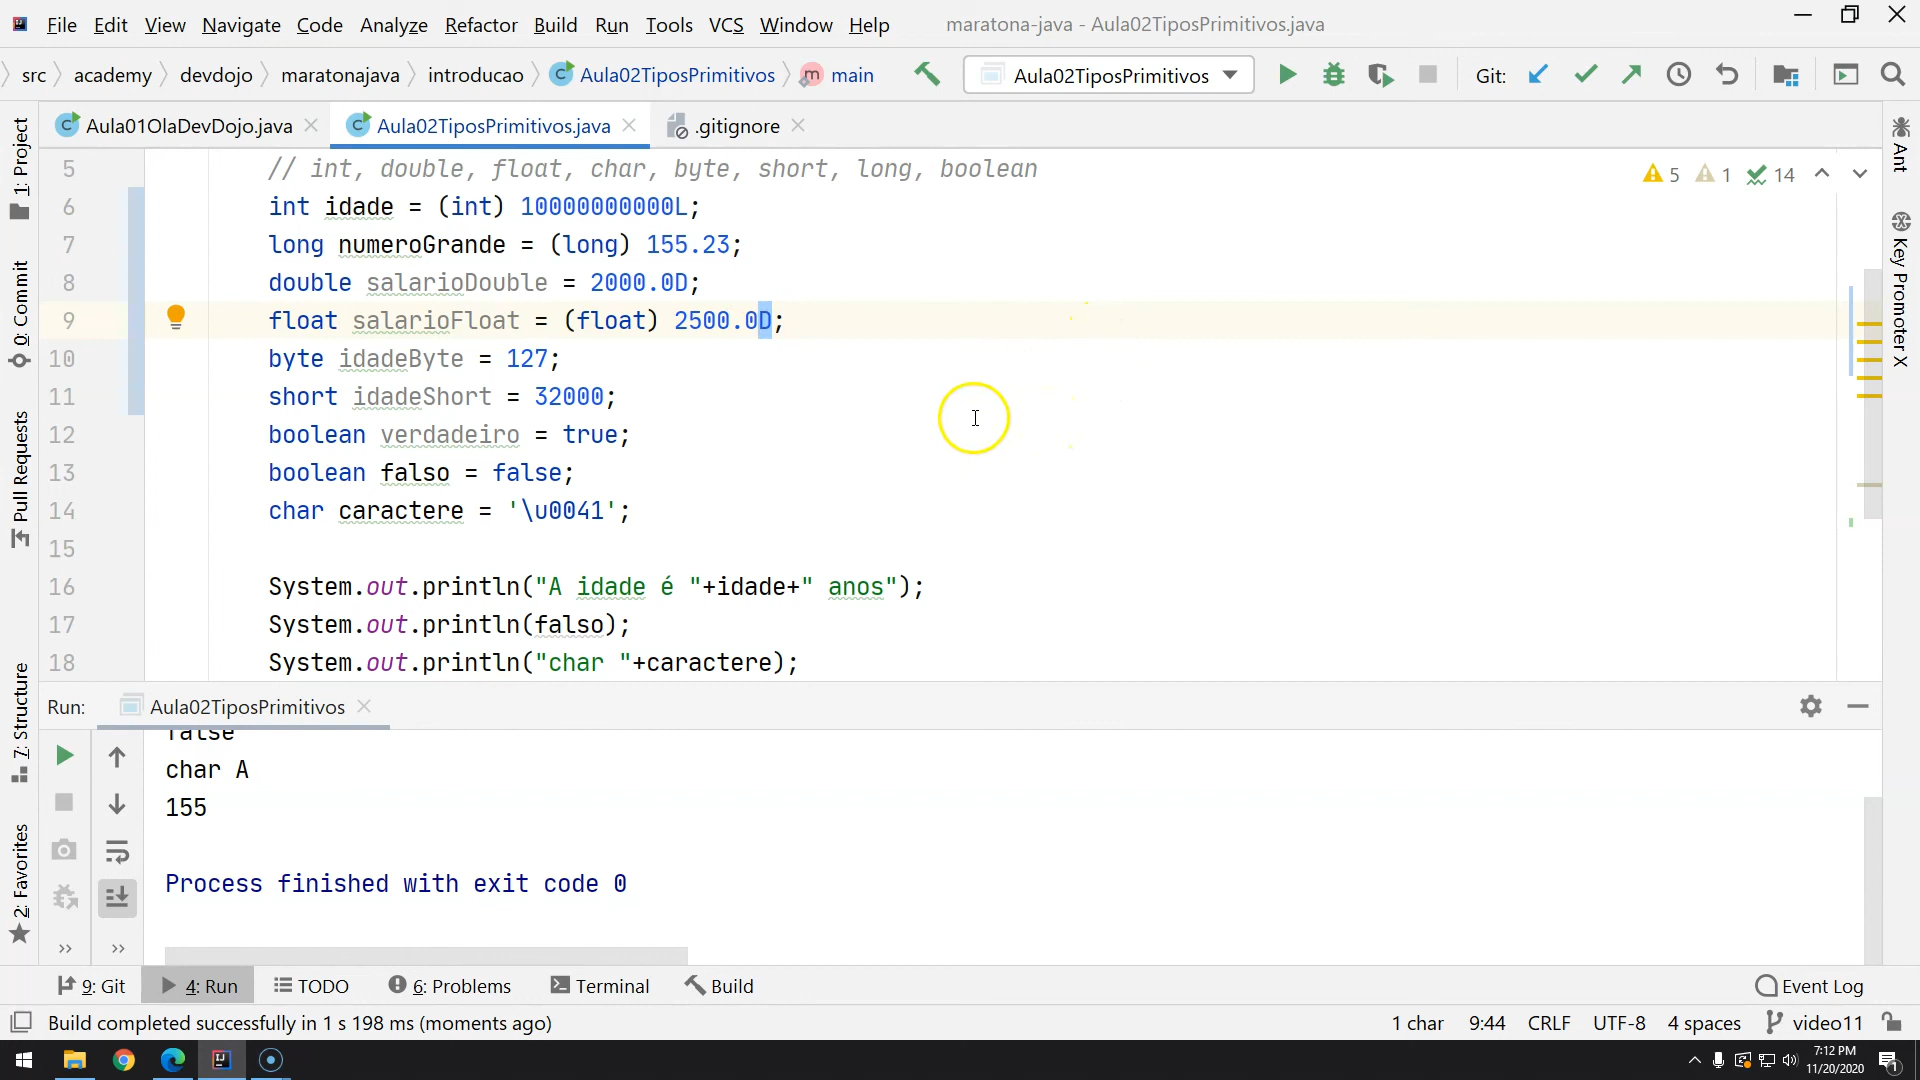 File Edit View Navigate Code Analyze Refactor Build Run Tools VCS Window Help maratona-java - Aula02TiposPrimitivos.java
src academy devdojo maratonajava introducao Aula02TiposPrimitivos main Aula02TiposPrimitivos Git:
Aula01OlaDevDojo.java Aula02TiposPrimitivos.java .gitignore
1: Project
0: Commit
Pull Requests
7: Structure
2: Favorites
Ant
Key Promoter X
5 1 14
5 // int, double, float, char, byte, short, long, boolean
6 int idade = (int) 10000000000L;
7 long numeroGrande = (long) 155.23;
8 double salarioDouble = 2000.0D;
9 float salarioFloat = (float) 2500.0D;
10 byte idadeByte = 127;
11 short idadeShort = 32000;
12 boolean verdadeiro = true;
13 boolean falso = false;
14 char caractere = '\u0041';
15
16 System.out.println("A idade é "+idade+" anos");
17 System.out.println(falso);
18 System.out.println("char "+caractere);
Run: Aula02TiposPrimitivos
false
char A
155
Process finished with exit code 0
9: Git 4: Run TODO 6: Problems Terminal Build Event Log
Build completed successfully in 1 s 198 ms (moments ago) 1 char 9:44 CRLF UTF-8 4 spaces video11
7:12 PM
11/20/2020
1